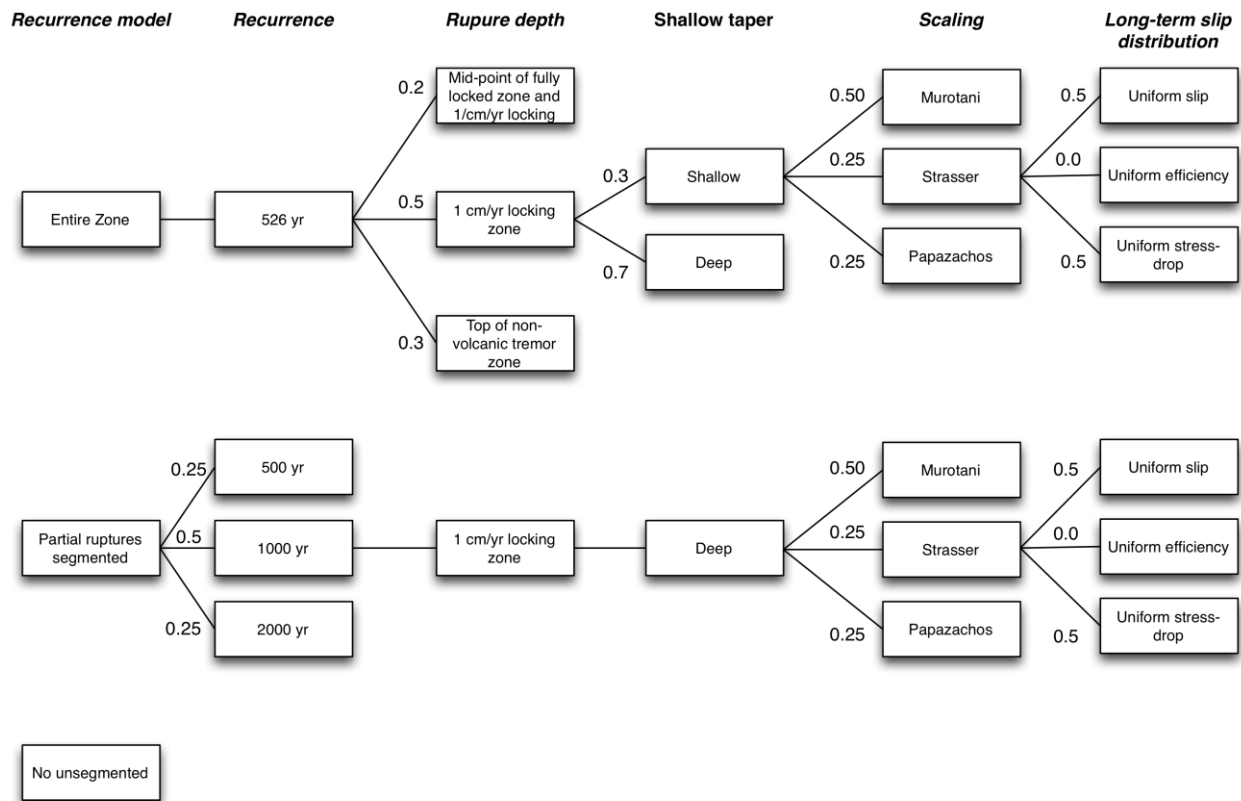 Recurrence model
Recurrence
Rupure depth
Shallow taper
Scaling
Long-term slip
distribution
Mid-point of fully
locked zone and
1/cm/yr locking
0.2
0.50
Murotani
0.5
Uniform slip
Entire Zone
526 yr
0.5
1 cm/yr locking
zone
0.3
Shallow
0.25
Strasser
0.0
Uniform efficiency
0.7
Deep
0.25
Papazachos
0.5
Uniform stress-
drop
0.3
Top of non-
volcanic tremor
zone
0.25
500 yr
0.50
Murotani
0.5
Uniform slip
Partial ruptures
segmented
0.5
1000 yr
1 cm/yr locking
zone
Deep
0.25
Strasser
0.0
Uniform efficiency
0.25
2000 yr
0.25
Papazachos
0.5
Uniform stress-
drop
No unsegmented